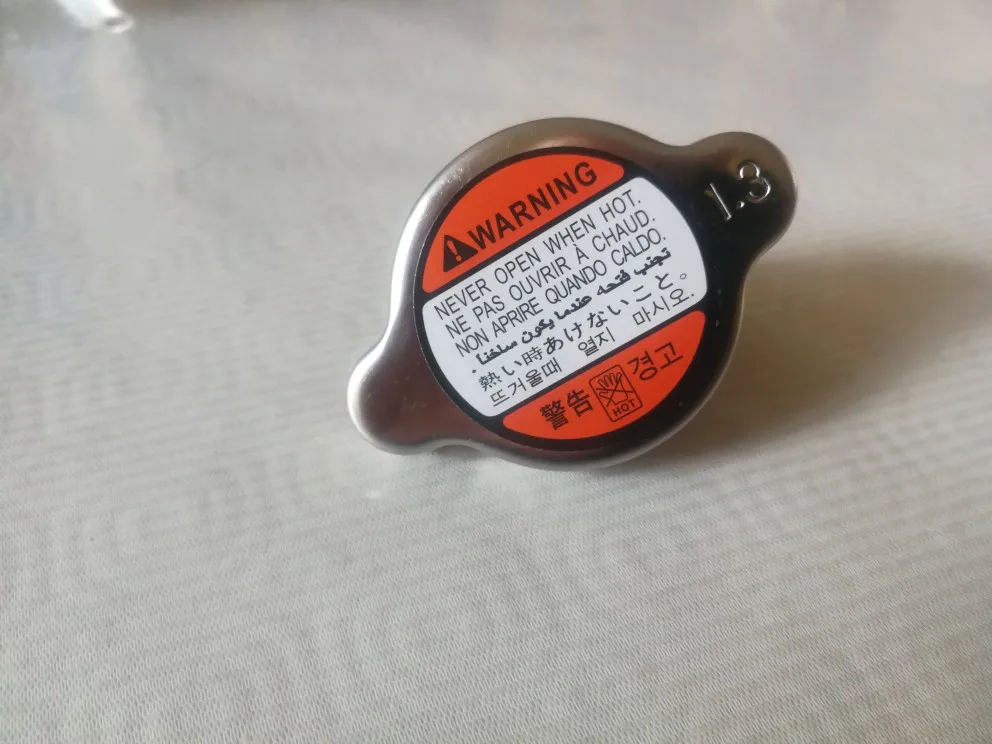 1.3
⚠WARNING
NEVER OPEN WHEN HOT.
NE PAS OUVRIR À CHAUD.
NON APRIRE QUANDO CALDO.
تجنب فتحه عندما يكون ساخنا.
熱い時あけないこと。
뜨거울때 열지 마시오.
警告 HOT 경고